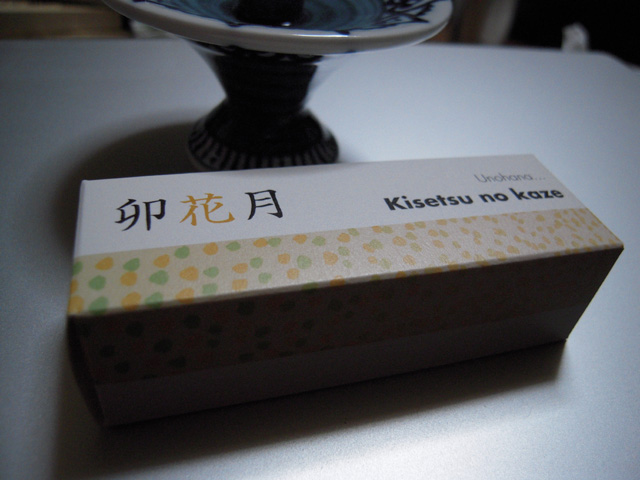 卯花月
Unohana...
Kisetsu no kaze